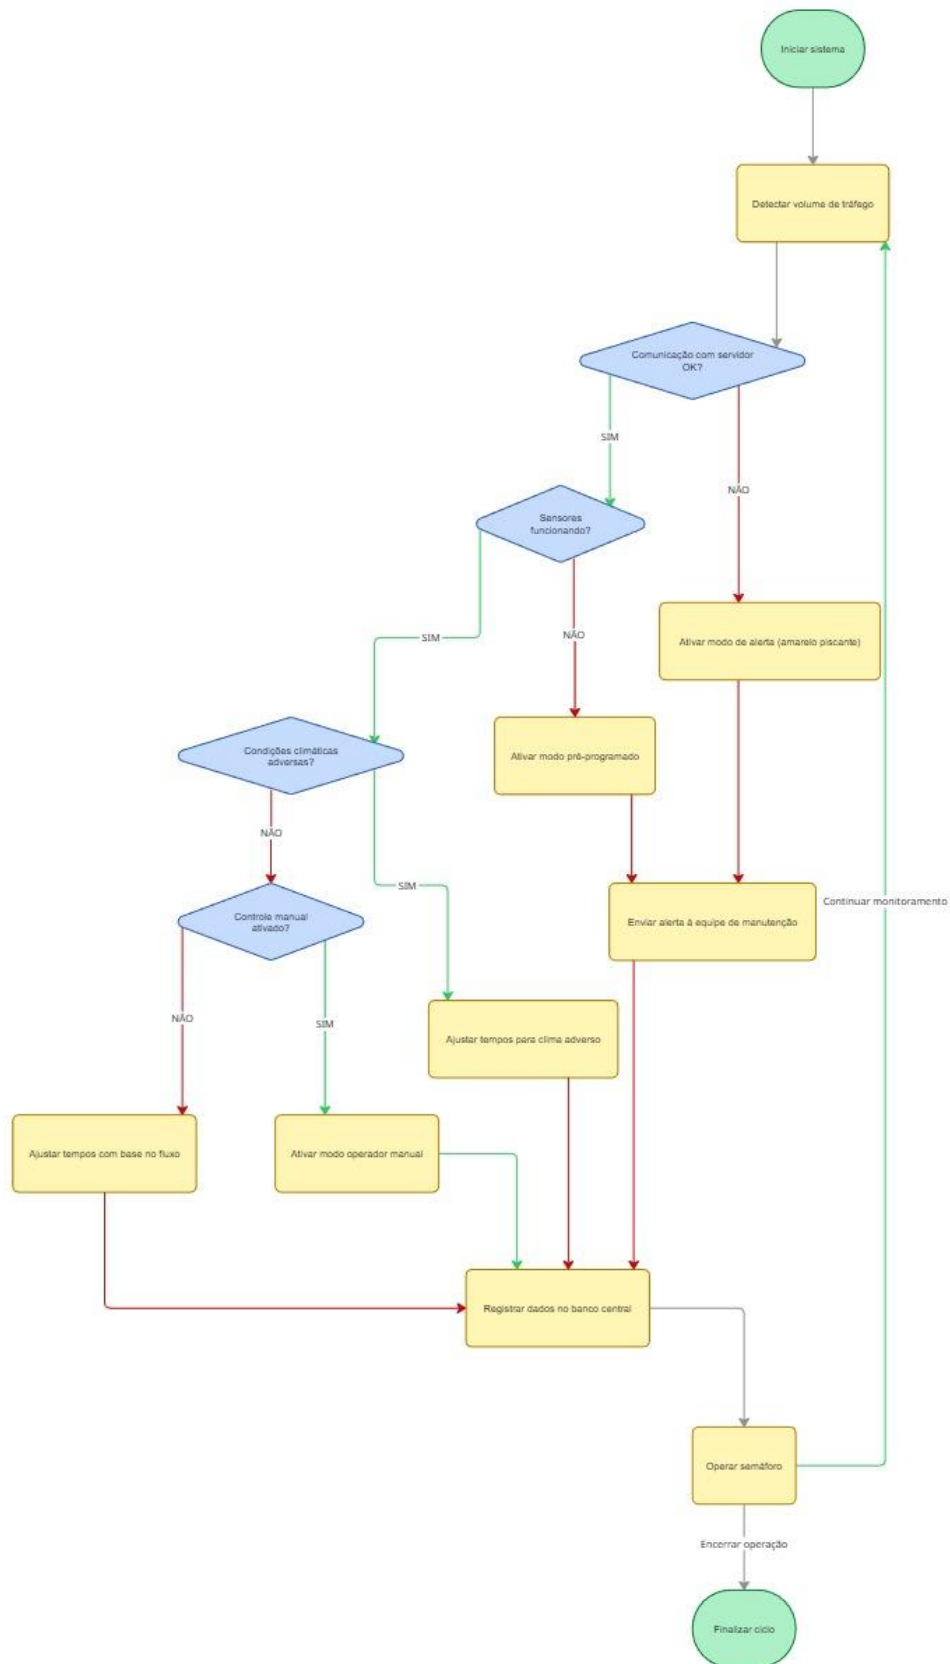 Iniciar sistema
Detectar volume de tráfego
Comunicação com servidor
OK?
SIM
NÃO
Sensores
funcionando?
SIM
NÃO
Ativar modo de alerta (amarelo piscante)
Condições climáticas
adversas?
Ativar modo pré-programado
NÃO
SIM
Continuar monitoramento
Controle manual
ativado?
Enviar alerta à equipe de manutenção
NÃO
SIM
Ajustar tempos para clima adverso
Ajustar tempos com base no fluxo
Ativar modo operador manual
Registrar dados no banco central
Operar semáforo
Encerrar operação
Finalizar ciclo